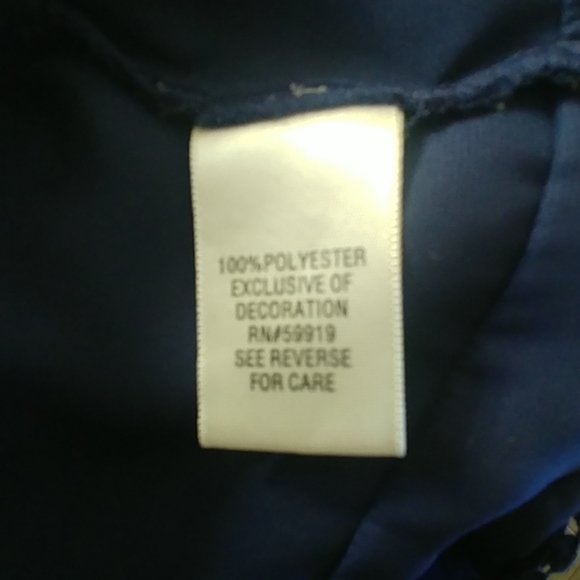 100%POLYESTER
EXCLUSIVE OF
DECORATION
RN#59919
SEE REVERSE
FOR CARE